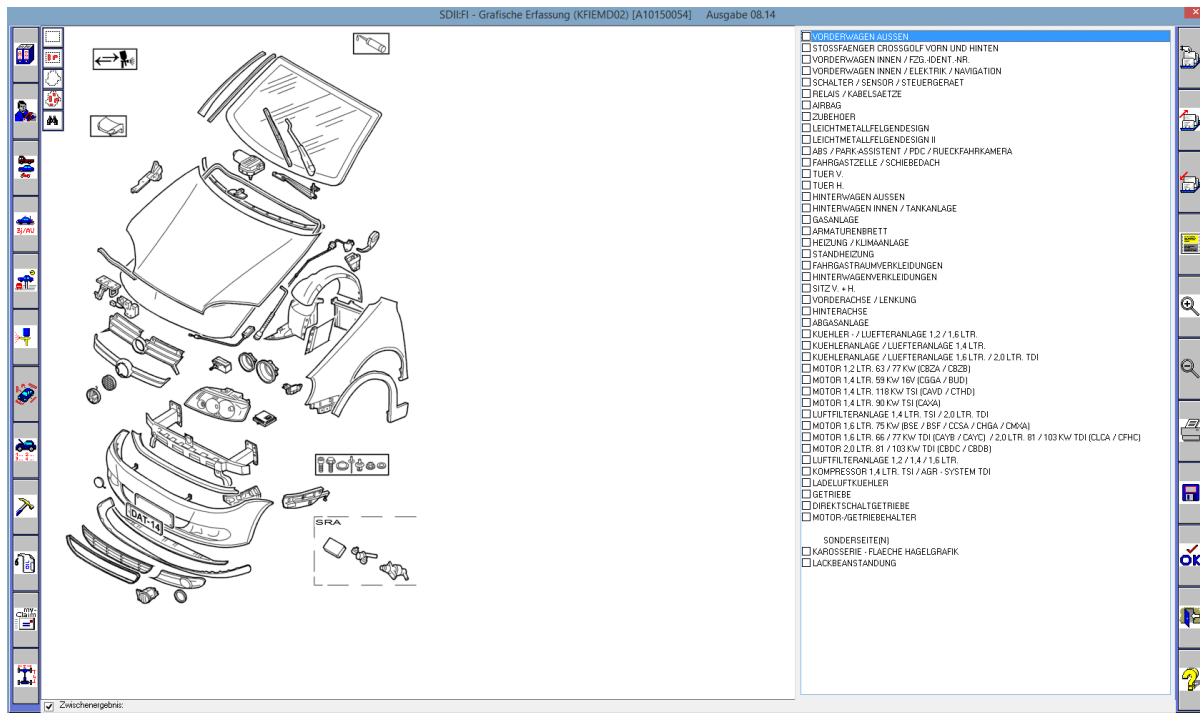 SDII:FI - Grafische Erfassung (KFIEMD02) [A10150054] Ausgabe 08.14
3j/AU
my-
Claim
DAT-14
SRA
VORDERWAGEN AUSSEN
STOSSFAENGER CROSSGOLF VORN UND HINTEN
VORDERWAGEN INNEN / FZG.-IDENT.-NR.
VORDERWAGEN INNEN / ELEKTRIK / NAVIGATION
SCHALTER / SENSOR / STEUERGERAET
RELAIS / KABELSAETZE
AIRBAG
ZUBEHOER
LEICHTMETALLFELGENDESIGN
LEICHTMETALLFELGENDESIGN II
ABS / PARK-ASSISTENT / PDC / RUECKFAHRKAMERA
FAHRGASTZELLE / SCHIEBEDACH
TUER V.
TUER H.
HINTERWAGEN AUSSEN
HINTERWAGEN INNEN / TANKANLAGE
GASANLAGE
ARMATURENBRETT
HEIZUNG / KLIMAANLAGE
STANDHEIZUNG
FAHRGASTRAUMVERKLEIDUNGEN
HINTERWAGENVERKLEIDUNGEN
SITZ V. + H.
VORDERACHSE / LENKUNG
HINTERACHSE
ABGASANLAGE
KUEHLER - / LUEFTERANLAGE 1,2 / 1,6 LTR.
KUEHLERANLAGE / LUEFTERANLAGE 1,4 LTR.
KUEHLERANLAGE / LUEFTERANLAGE 1,6 LTR. / 2,0 LTR. TDI
MOTOR 1,2 LTR. 63 / 77 KW (CBZA / CBZB)
MOTOR 1,4 LTR. 59 KW 16V (CGGA / BUD)
MOTOR 1,4 LTR. 118 KW TSI (CAVD / CTHD)
MOTOR 1,4 LTR. 90 KW TSI (CAXA)
LUFTFILTERANLAGE 1,4 LTR. TSI / 2,0 LTR. TDI
MOTOR 1,6 LTR. 75 KW (BSE / BSF / CCSA / CHGA / CMXA)
MOTOR 1,6 LTR. 66 / 77 KW TDI (CAYB / CAYC) / 2,0 LTR. 81 / 103 KW TDI (CLCA / CFHC)
MOTOR 2,0 LTR. 81 / 103 KW TDI (CBDC / CBDB)
LUFTFILTERANLAGE 1,2 / 1,4 / 1,6 LTR.
KOMPRESSOR 1,4 LTR. TSI / AGR - SYSTEM TDI
LADELUFTKUEHLER
GETRIEBE
DIREKTSCHALTGETRIEBE
MOTOR-/GETRIEBEHALTER
SONDERSEITE(N)
KAROSSERIE - FLAECHE HAGELGRAFIK
LACKBEANSTANDUNG
OK
Zwischenergebnis: